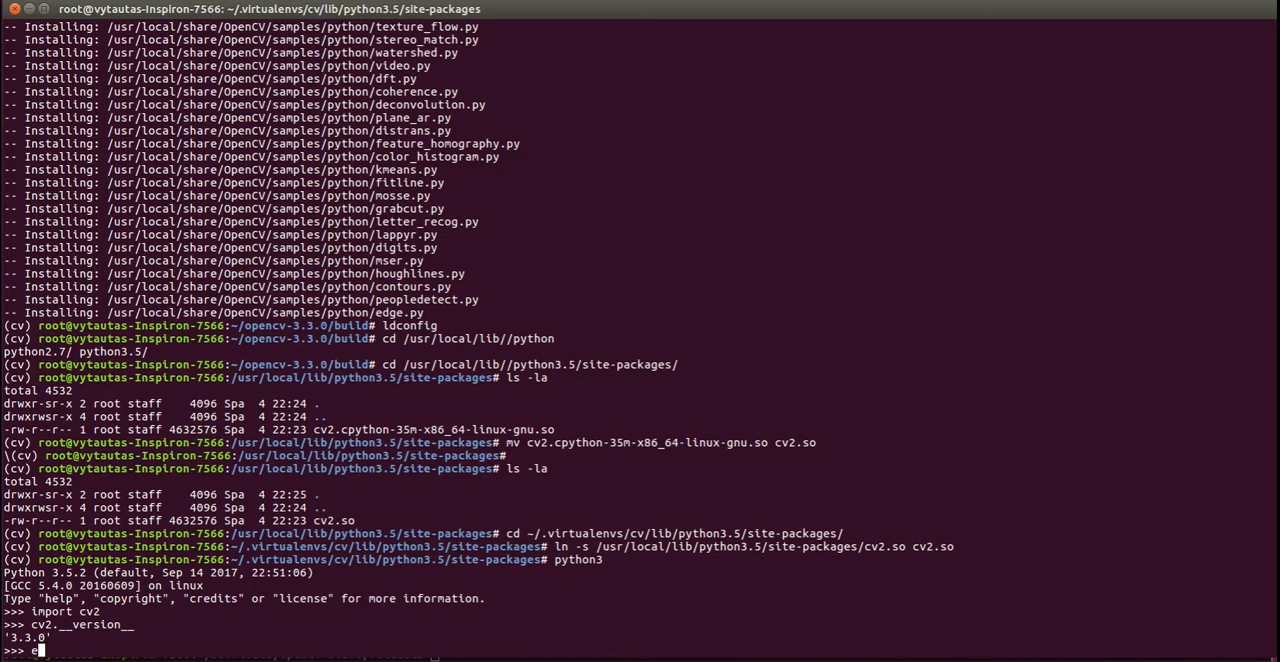 root@vytautas-Inspiron-7566: ~/.virtualenvs/cv/lib/python3.5/site-packages
-- Installing: /usr/local/share/OpenCV/samples/python/texture_flow.py
-- Installing: /usr/local/share/OpenCV/samples/python/stereo_match.py
-- Installing: /usr/local/share/OpenCV/samples/python/watershed.py
-- Installing: /usr/local/share/OpenCV/samples/python/video.py
-- Installing: /usr/local/share/OpenCV/samples/python/dft.py
-- Installing: /usr/local/share/OpenCV/samples/python/coherence.py
-- Installing: /usr/local/share/OpenCV/samples/python/deconvolution.py
-- Installing: /usr/local/share/OpenCV/samples/python/plane_ar.py
-- Installing: /usr/local/share/OpenCV/samples/python/distrans.py
-- Installing: /usr/local/share/OpenCV/samples/python/feature_homography.py
-- Installing: /usr/local/share/OpenCV/samples/python/color_histogram.py
-- Installing: /usr/local/share/OpenCV/samples/python/kmeans.py
-- Installing: /usr/local/share/OpenCV/samples/python/fitline.py
-- Installing: /usr/local/share/OpenCV/samples/python/mosse.py
-- Installing: /usr/local/share/OpenCV/samples/python/grabcut.py
-- Installing: /usr/local/share/OpenCV/samples/python/letter_recog.py
-- Installing: /usr/local/share/OpenCV/samples/python/lappyr.py
-- Installing: /usr/local/share/OpenCV/samples/python/digits.py
-- Installing: /usr/local/share/OpenCV/samples/python/mser.py
-- Installing: /usr/local/share/OpenCV/samples/python/houghlines.py
-- Installing: /usr/local/share/OpenCV/samples/python/contours.py
-- Installing: /usr/local/share/OpenCV/samples/python/peopledetect.py
-- Installing: /usr/local/share/OpenCV/samples/python/edge.py
(cv) root@vytautas-Inspiron-7566:~/opencv-3.3.0/build# ldconfig
(cv) root@vytautas-Inspiron-7566:~/opencv-3.3.0/build# cd /usr/local/lib//python
python2.7/ python3.5/
(cv) root@vytautas-Inspiron-7566:~/opencv-3.3.0/build# cd /usr/local/lib//python3.5/site-packages/
(cv) root@vytautas-Inspiron-7566:/usr/local/lib/python3.5/site-packages# ls -la
total 4532
drwxr-sr-x 2 root staff    4096 Spa  4 22:24 .
drwxrwsr-x 4 root staff    4096 Spa  4 22:24 ..
-rw-r--r-- 1 root staff 4632576 Spa  4 22:23 cv2.cpython-35m-x86_64-linux-gnu.so
(cv) root@vytautas-Inspiron-7566:/usr/local/lib/python3.5/site-packages# mv cv2.cpython-35m-x86_64-linux-gnu.so cv2.so
\(cv) root@vytautas-Inspiron-7566:/usr/local/lib/python3.5/site-packages#
(cv) root@vytautas-Inspiron-7566:/usr/local/lib/python3.5/site-packages# ls -la
total 4532
drwxr-sr-x 2 root staff    4096 Spa  4 22:25 .
drwxrwsr-x 4 root staff    4096 Spa  4 22:24 ..
-rw-r--r-- 1 root staff 4632576 Spa  4 22:23 cv2.so
(cv) root@vytautas-Inspiron-7566:/usr/local/lib/python3.5/site-packages# cd ~/.virtualenvs/cv/lib/python3.5/site-packages/
(cv) root@vytautas-Inspiron-7566:~/.virtualenvs/cv/lib/python3.5/site-packages# ln -s /usr/local/lib/python3.5/site-packages/cv2.so cv2.so
(cv) root@vytautas-Inspiron-7566:~/.virtualenvs/cv/lib/python3.5/site-packages# python3
Python 3.5.2 (default, Sep 14 2017, 22:51:06)
[GCC 5.4.0 20160609] on linux
Type "help", "copyright", "credits" or "license" for more information.
>>> import cv2
>>> cv2.__version__
'3.3.0'
>>> e